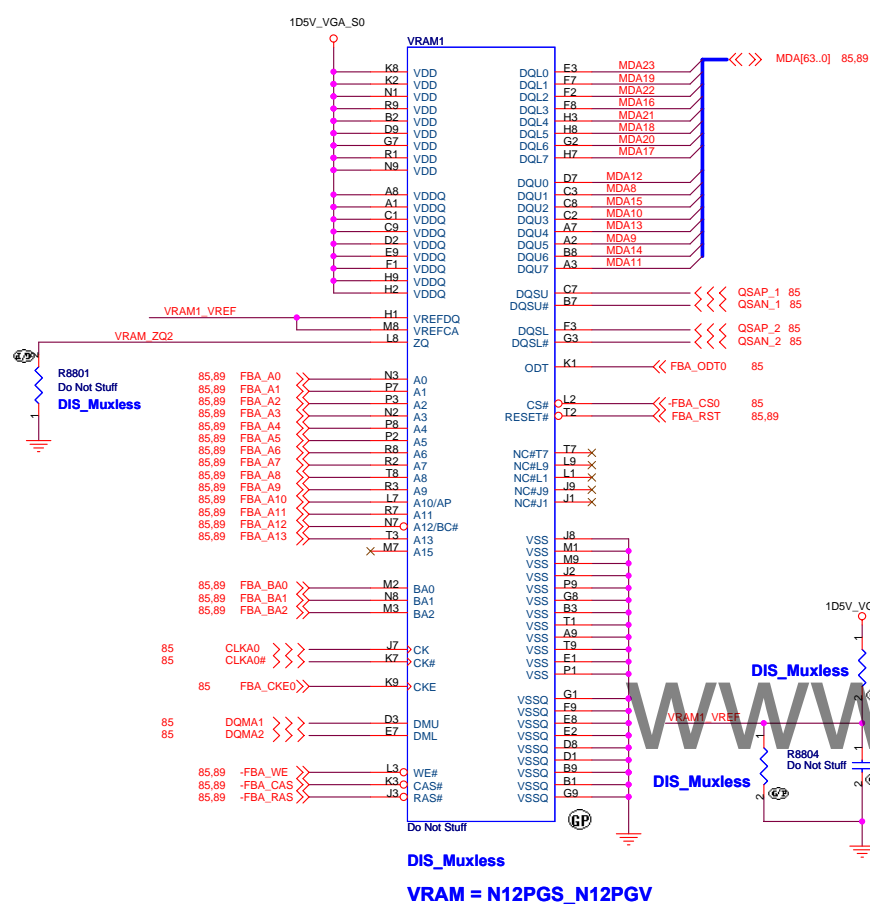 1D5V_VGA_S0
VRAM1
K8 VDD DQL0 E3 MDA23 MDA[63..0] 85,89
K2 VDD DQL1 F7 MDA19
N1 VDD DQL2 F2 MDA22
R9 VDD DQL3 F8 MDA16
B2 VDD DQL4 H3 MDA21
D9 VDD DQL5 H8 MDA18
G7 VDD DQL6 G2 MDA20
R1 VDD DQL7 H7 MDA17
N9 VDD
DQU0 D7 MDA12
A8 VDDQ DQU1 C3 MDA8
A1 VDDQ DQU2 C8 MDA15
C1 VDDQ DQU3 C2 MDA10
C9 VDDQ DQU4 A7 MDA13
D2 VDDQ DQU5 A2 MDA9
E9 VDDQ DQU6 B8 MDA14
F1 VDDQ DQU7 A3 MDA11
H9 VDDQ
H2 VDDQ DQSU C7 QSAP_1 85
DQSU# B7 QSAN_1 85
VRAM1_VREF H1 VREFDQ
M8 VREFCA DQSL F3 QSAP_2 85
VRAM_ZQ2 L8 ZQ DQSL# G3 QSAN_2 85
2
R8801
Do Not Stuff
DIS_Muxless
1
ODT K1 FBA_ODT0 85
85,89 FBA_A0 N3 A0
85,89 FBA_A1 P7 A1
85,89 FBA_A2 P3 A2 CS# L2 -FBA_CS0 85
85,89 FBA_A3 N2 A3 RESET# T2 FBA_RST 85,89
85,89 FBA_A4 P8 A4
85,89 FBA_A5 P2 A5
85,89 FBA_A6 R8 A6 NC#T7 T7
85,89 FBA_A7 R2 A7 NC#L9 L9
85,89 FBA_A8 T8 A8 NC#L1 L1
85,89 FBA_A9 R3 A9 NC#J9 J9
85,89 FBA_A10 L7 A10/AP NC#J1 J1
85,89 FBA_A11 R7 A11
85,89 FBA_A12 N7 A12/BC#
85,89 FBA_A13 T3 A13 VSS J8
M7 A15 VSS M1
VSS M9
VSS J2
85,89 FBA_BA0 M2 BA0 VSS P9
85,89 FBA_BA1 N8 BA1 VSS G8
85,89 FBA_BA2 M3 BA2 VSS B3
VSS T1
VSS A9
85 CLKA0 J7 CK VSS T9
85 CLKA0# K7 CK# VSS E1
VSS P1
85 FBA_CKE0 K9 CKE
VSSQ G1
VSSQ F9
85 DQMA1 D3 DMU VSSQ E8
85 DQMA2 E7 DML VSSQ E2
VSSQ D8
VSSQ D1
85,89 -FBA_WE L3 WE# VSSQ B9
85,89 -FBA_CAS K3 CAS# VSSQ B1
85,89 -FBA_RAS J3 RAS# VSSQ G9
GP
Do Not Stuff
DIS_Muxless
VRAM = N12PGS_N12PGV
1D5V_VG
1
DIS_Muxless
2
www
VRAM1_VREF
1
R8804
Do Not Stuff
DIS_Muxless
2
1
2